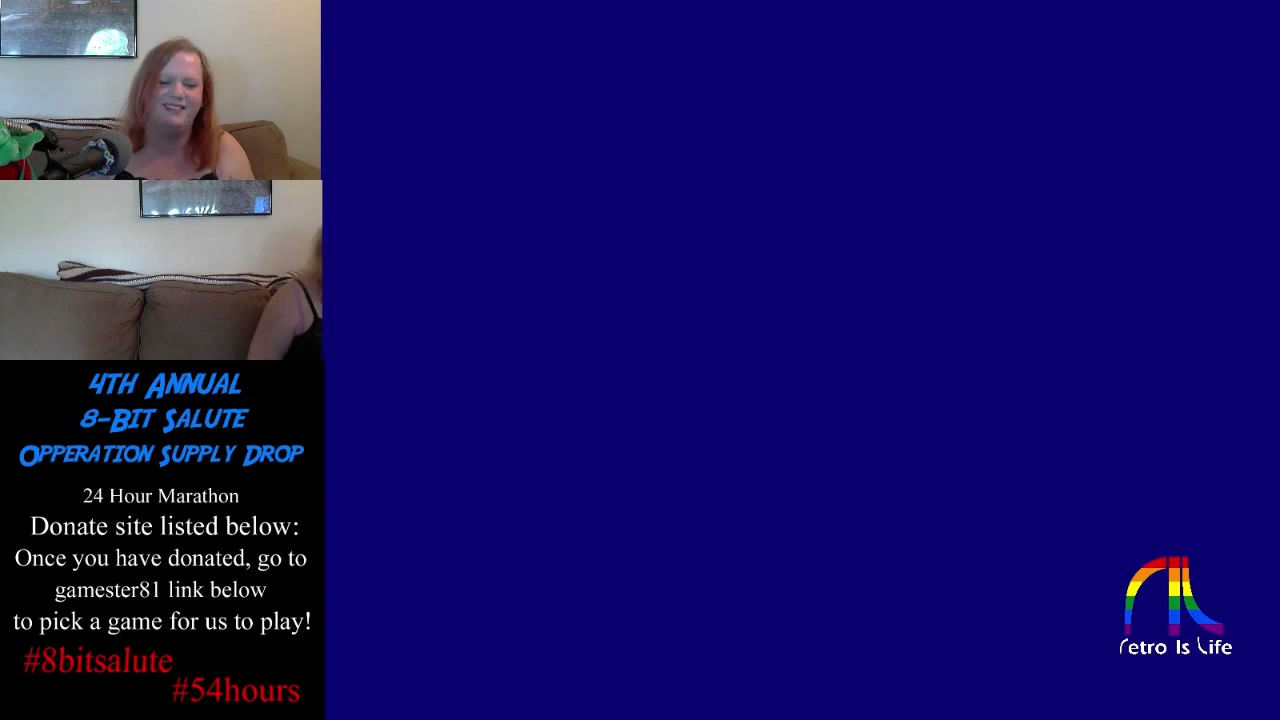 4TH ANNUAL
8-BIT SALUTE
OPPERATION SUPPLY DROP
24 Hour Marathon
Donate site listed below:
Once you have donated, go to
gamester81 link below
to pick a game for us to play!
#8bitsalute
#54hours
Retro Is Life